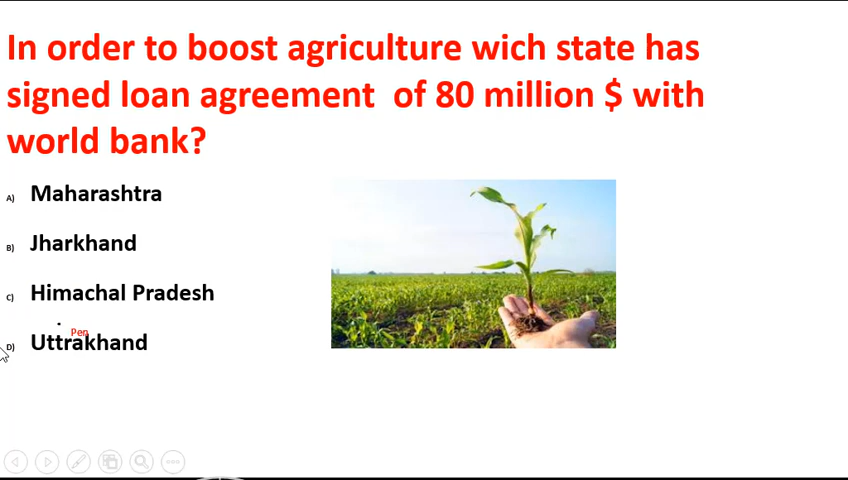 In order to boost agriculture wich state has
signed loan agreement of 80 million $ with
world bank?
A) Maharashtra
B) Jharkhand
C) Himachal Pradesh
Pen
D) Uttrakhand